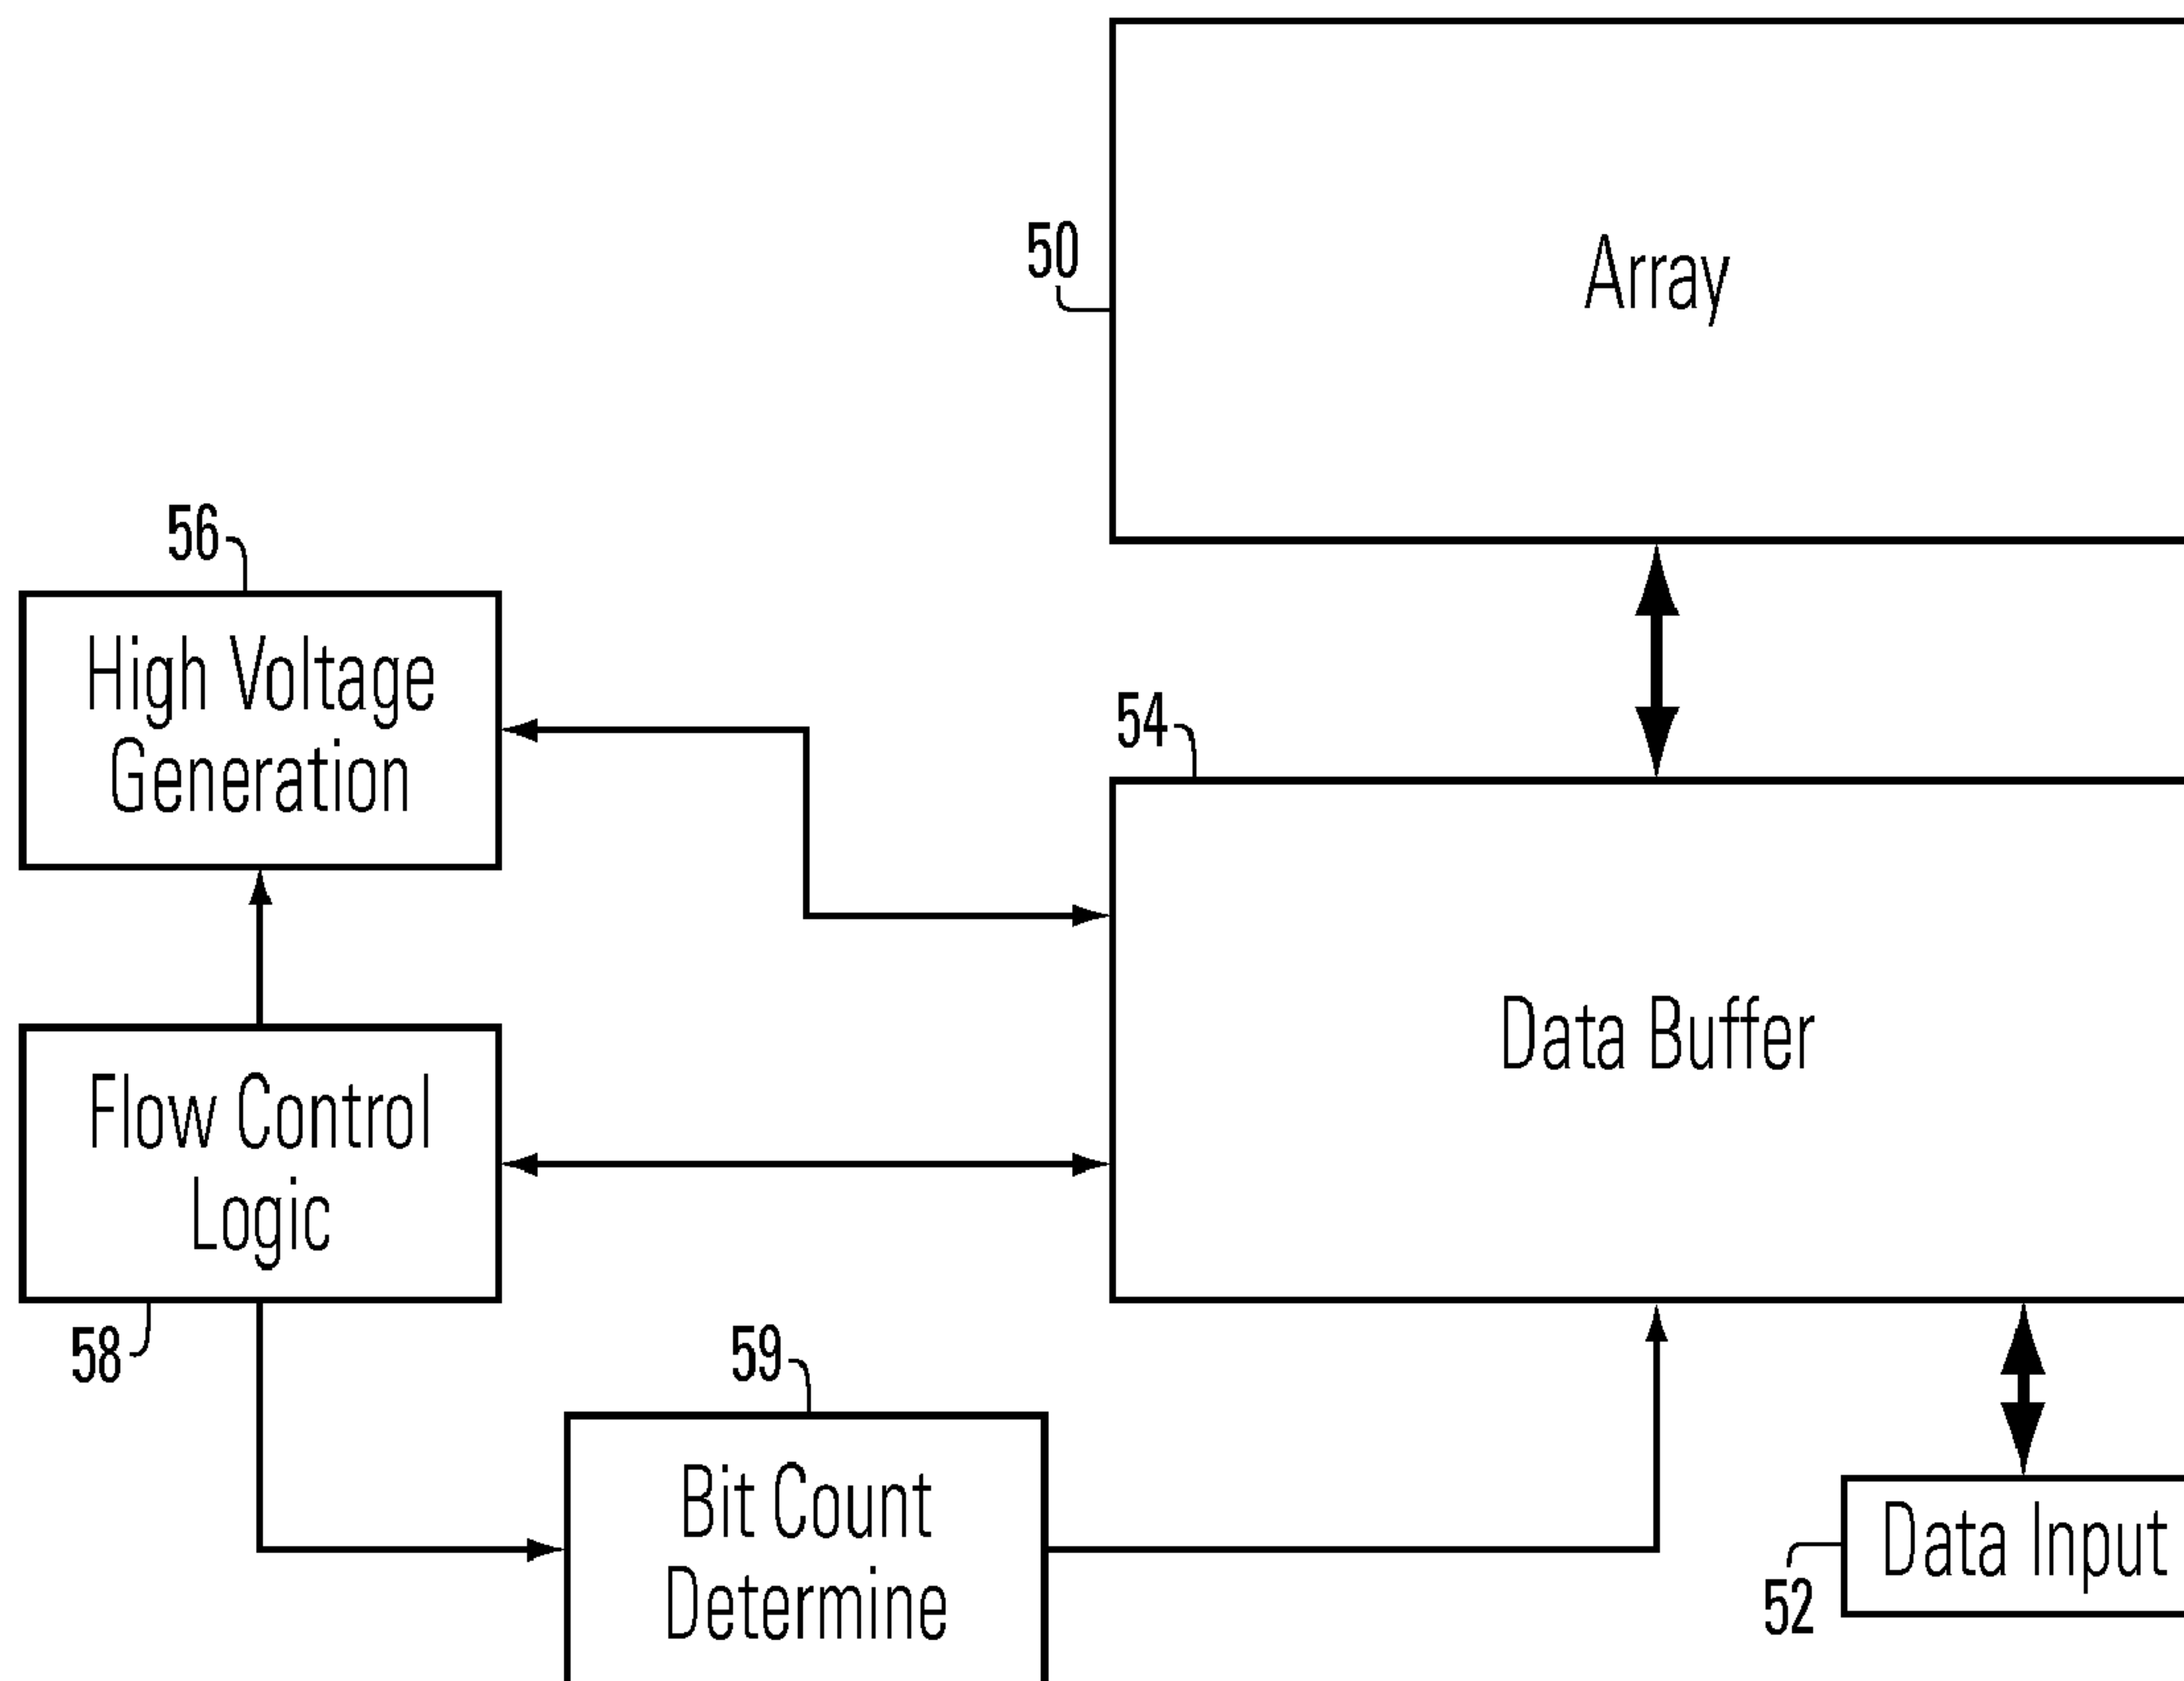 50
Array
56
High Voltage
Generation
54
Data Buffer
Flow Control
Logic
58
59
Bit Count
Determine
Data Input
52